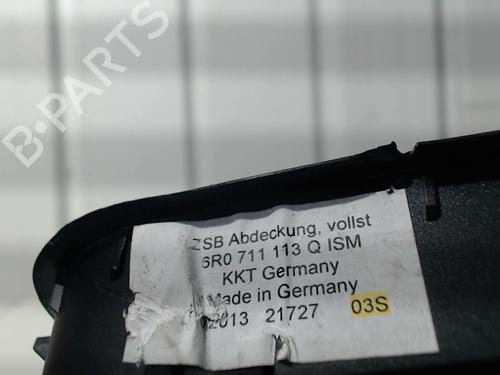 B-PARTS
ZSB Abdeckung, vollst
6R0 711 113 Q ISM
KKT Germany
Made in Germany
2013 21727 03S